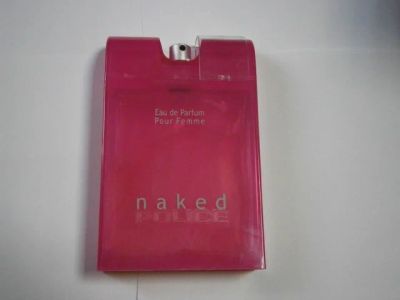 Eau de Parfum
Pour Femme
naked
POLICE